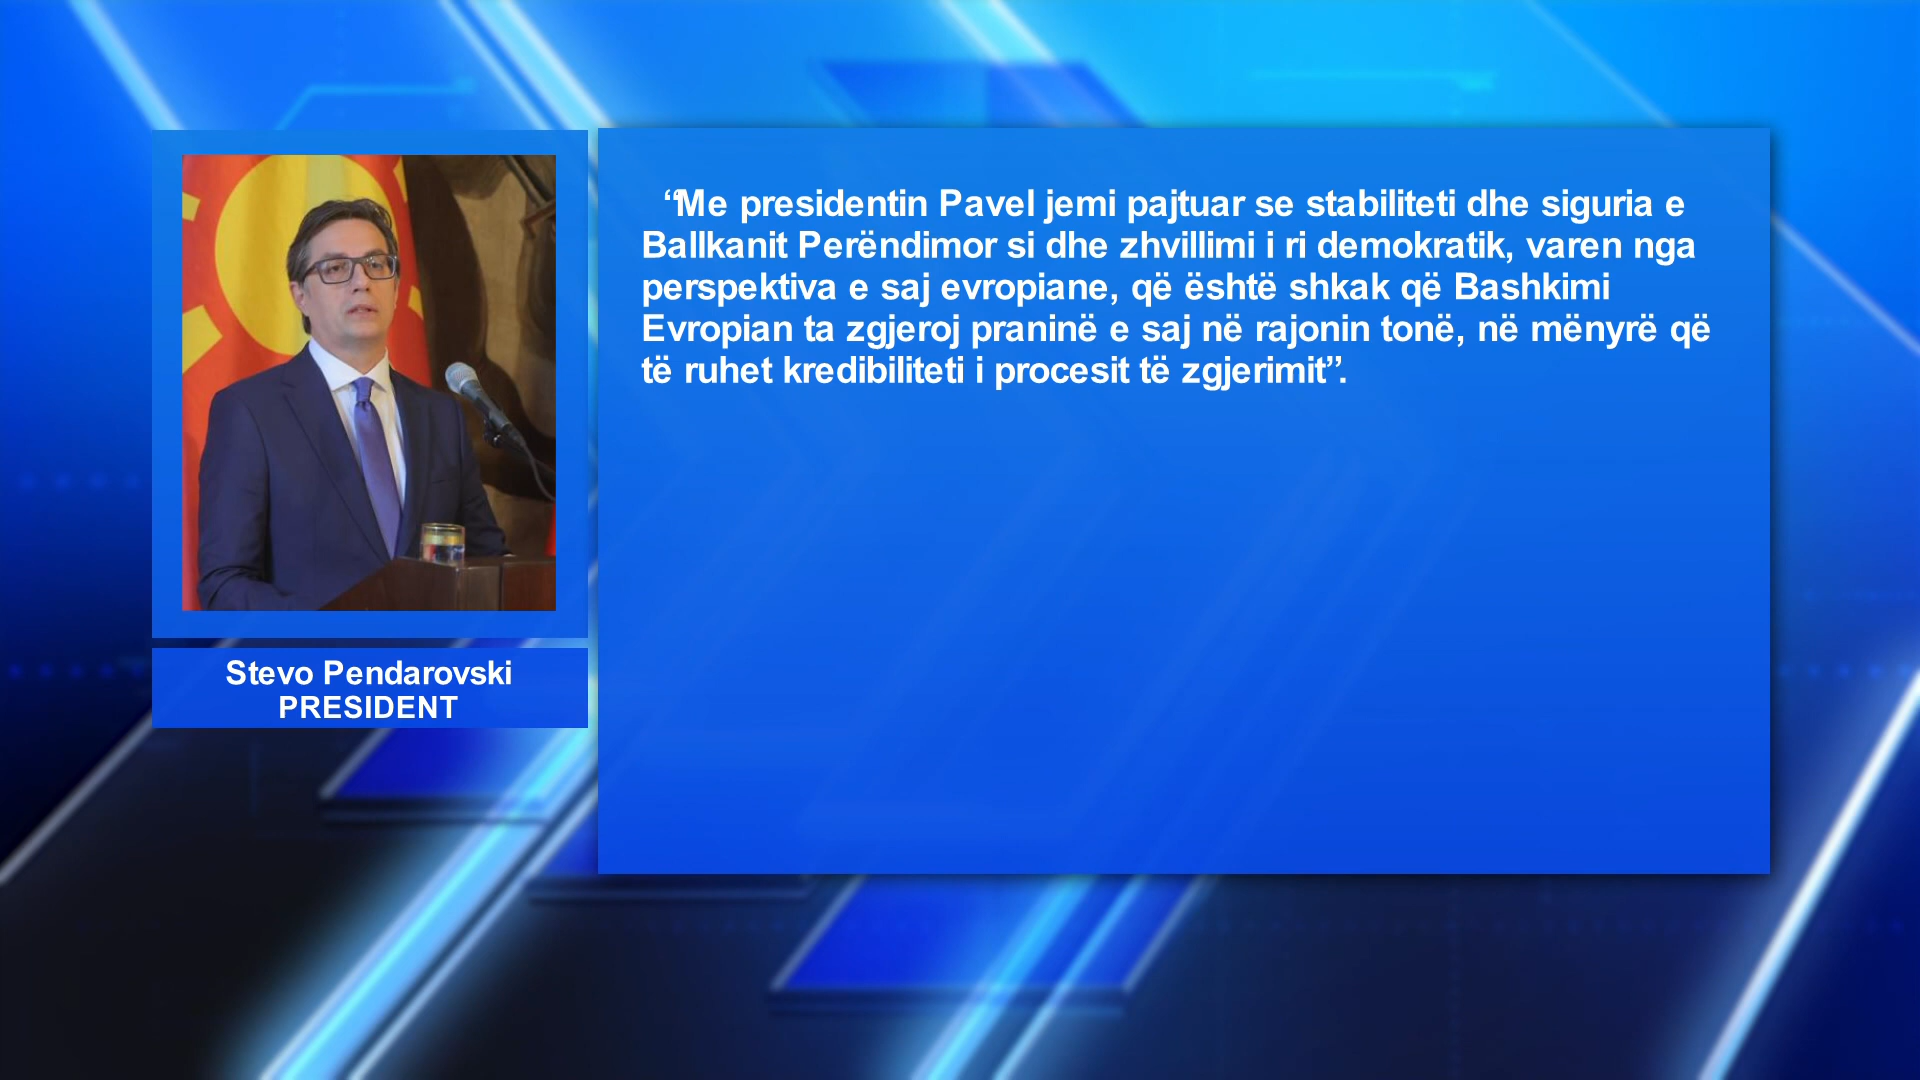 “Me presidentin Pavel jemi pajtuar se stabiliteti dhe siguria e
Ballkanit Perëndimor si dhe zhvillimi i ri demokratik, varen nga
perspektiva e saj evropiane, që është shkak që Bashkimi
Evropian ta zgjeroj praninë e saj në rajonin tonë, në mënyrë që
të ruhet kredibiliteti i procesit të zgjerimit”.
Stevo Pendarovski
PRESIDENT